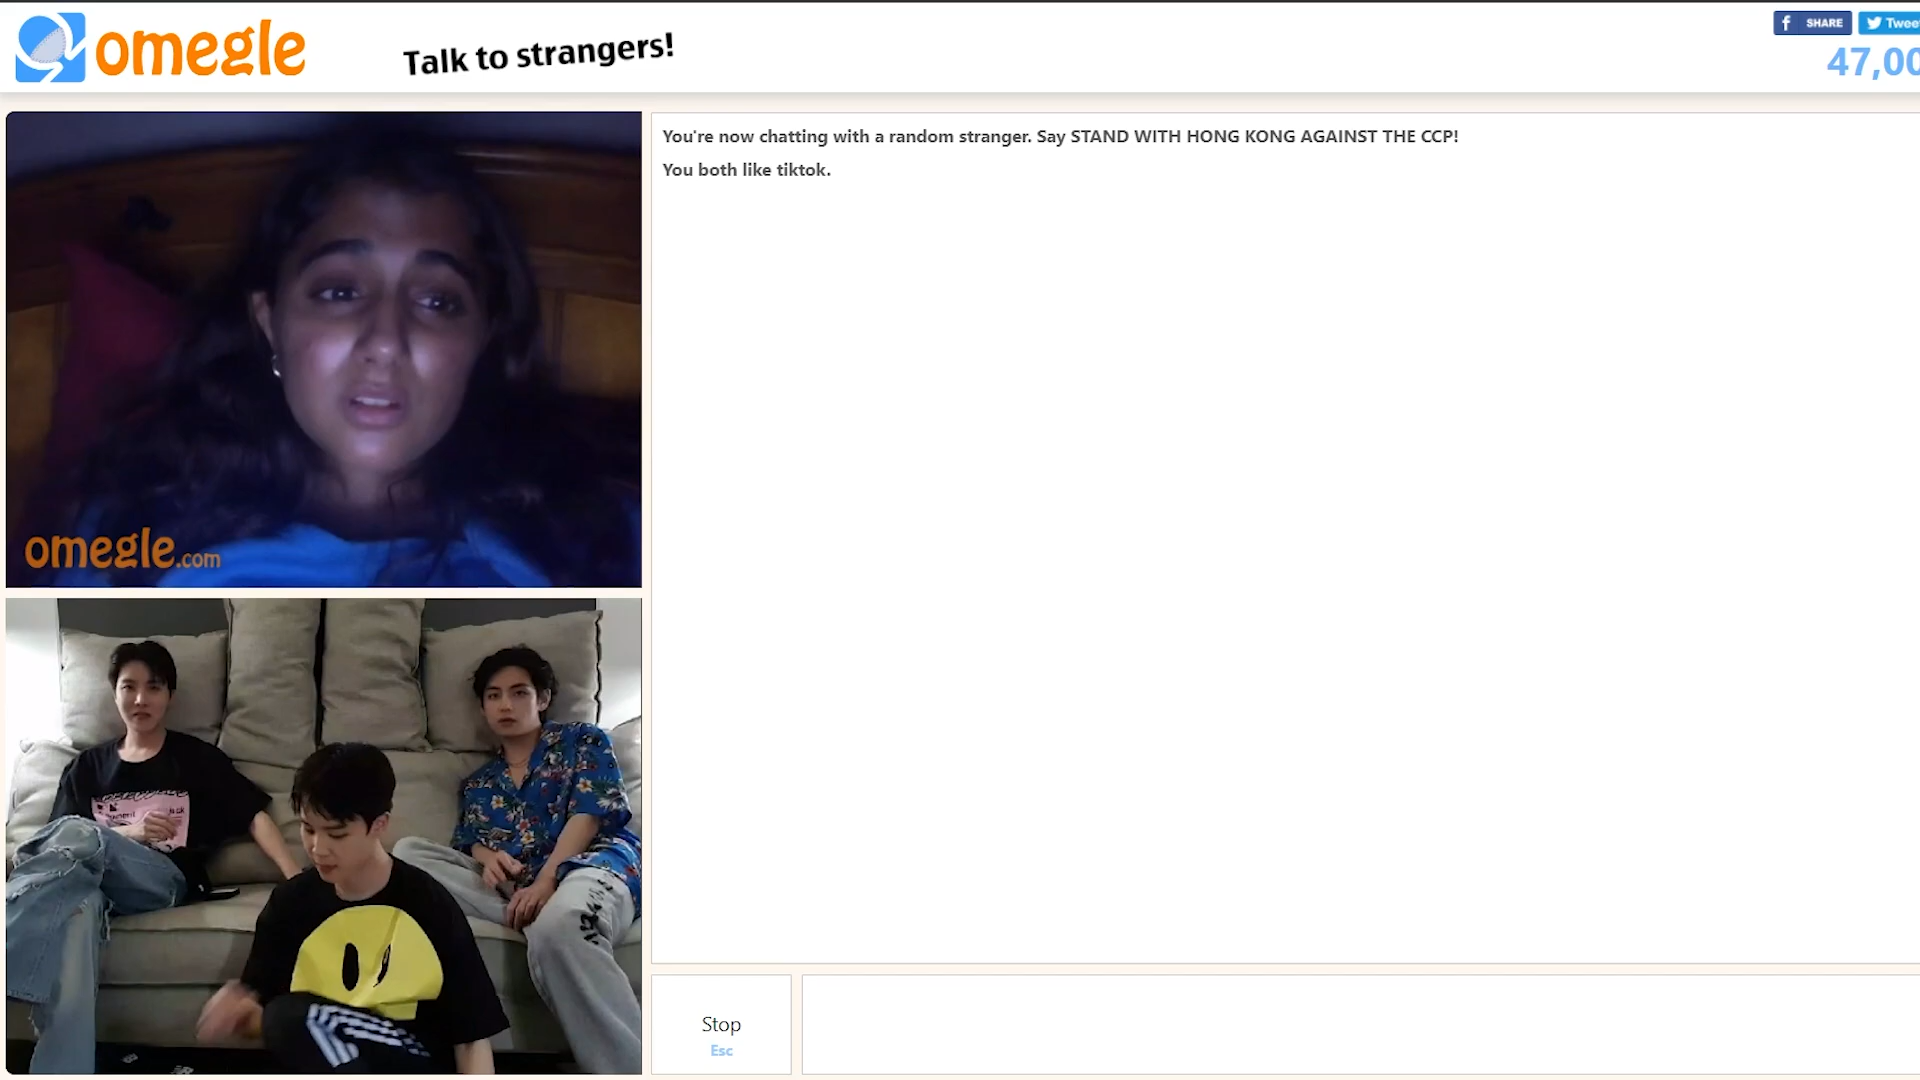 omegle
Talk to strangers!
SHARE
Twee
47,00
You're now chatting with a random stranger. Say STAND WITH HONG KONG AGAINST THE CCP!
You both like tiktok.
omegle.com
Stop
Esc